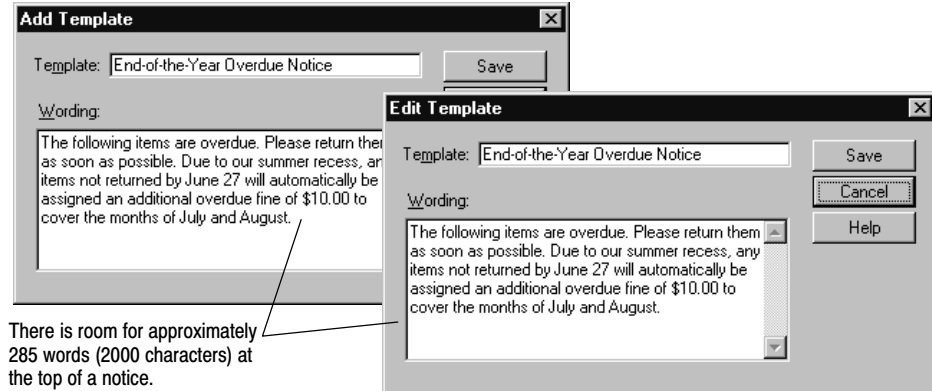 Add Template
Template: End-of-the-Year Overdue Notice
Save
Wording:
The following items are overdue. Please return
as soon as possible. Due to our summer recess,
items not returned by June 27 will automatically be
assigned an additional overdue fine of $10.00 to
cover the months of July and August.
Edit Template
Template: End-of-the-Year Overdue Notice
Save
Cancel
Help
Wording:
The following items are overdue. Please return them
as soon as possible. Due to our summer recess, any
items not returned by June 27 will automatically be
assigned an additional overdue fine of $10.00 to
cover the months of July and August.
There is room for approximately
285 words (2000 characters) at
the top of a notice.